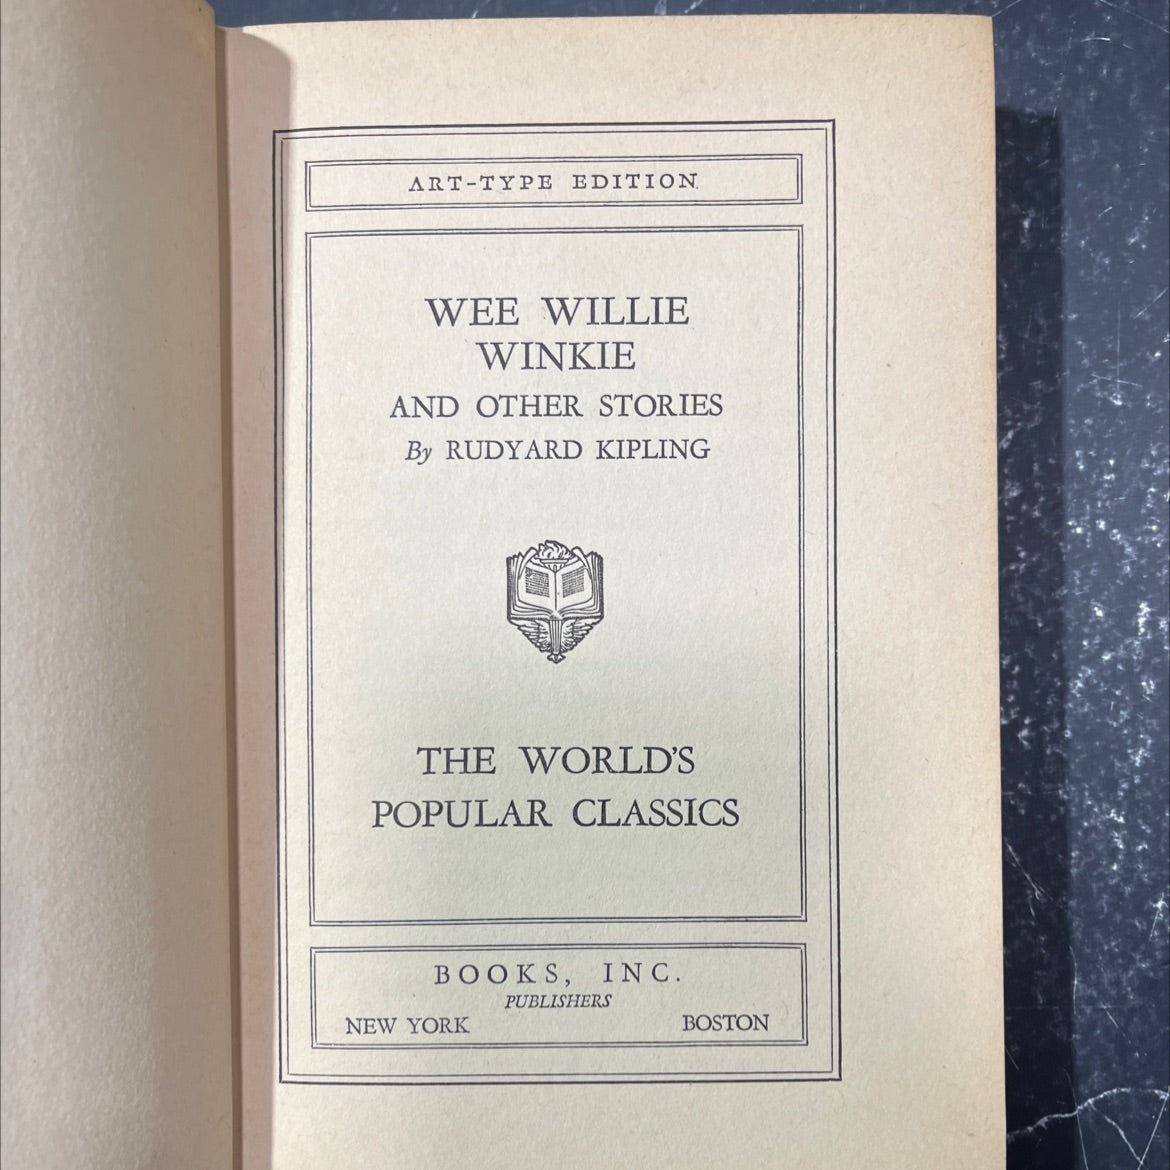 ART-TYPE EDITION
WEE WILLIE
WINKIE
AND OTHER STORIES
By RUDYARD KIPLING
THE WORLD'S
POPULAR CLASSICS
BOOKS, INC.
PUBLISHERS
NEW YORK BOSTON